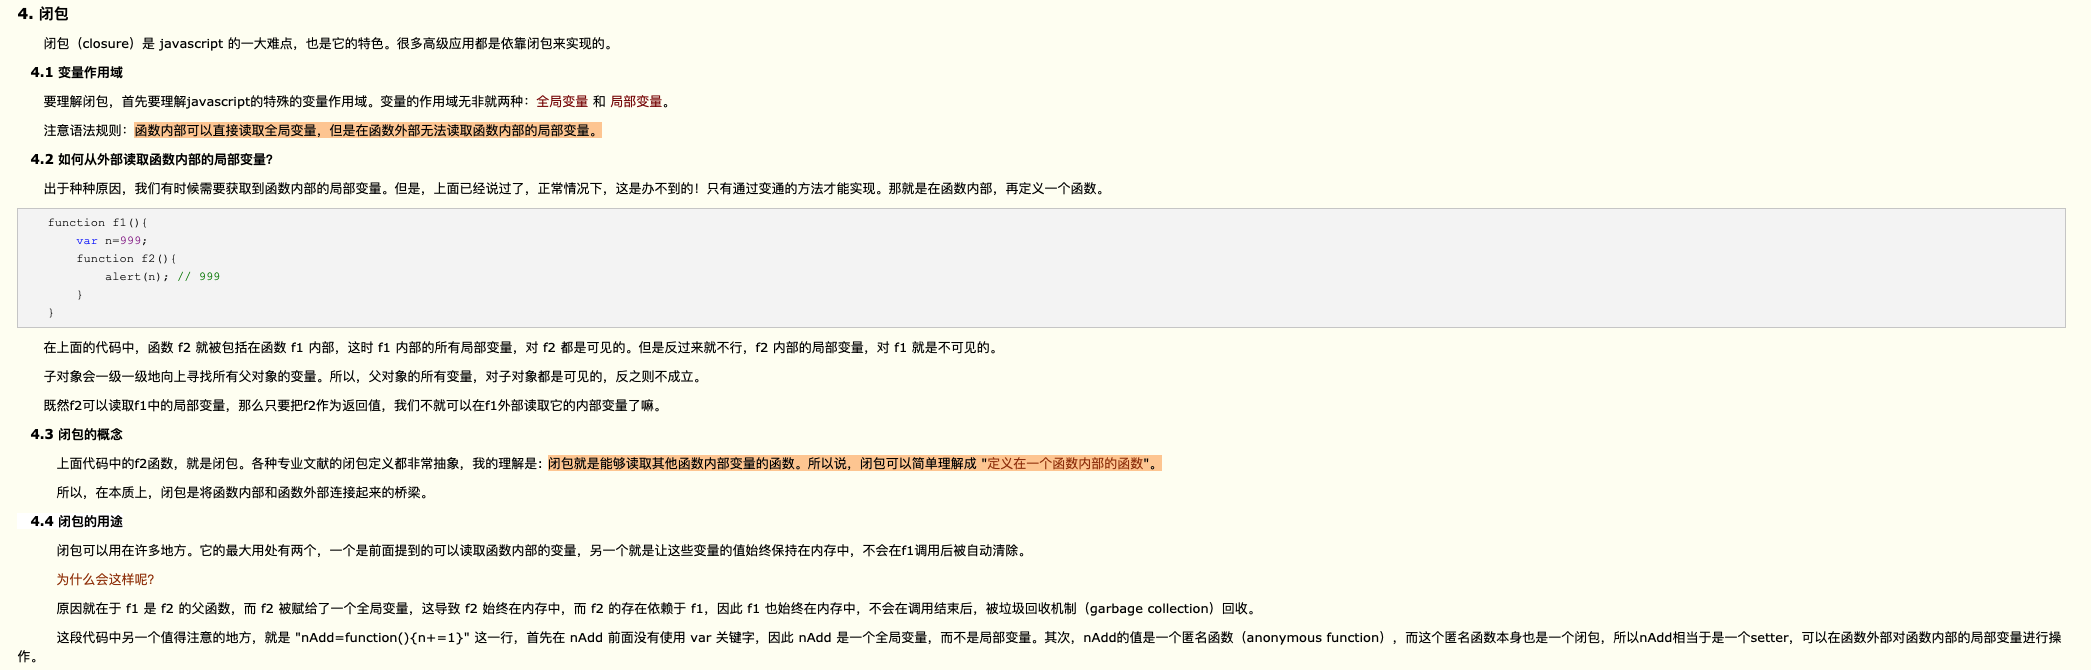 4. 闭包
闭包（closure）是 javascript 的一大难点，也是它的特色。很多高级应用都是依靠闭包来实现的。
4.1 变量作用域
要理解闭包，首先要理解javascript的特殊的变量作用域。变量的作用域无非就两种：全局变量 和 局部变量。
注意语法规则：函数内部可以直接读取全局变量，但是在函数外部无法读取函数内部的局部变量。
4.2 如何从外部读取函数内部的局部变量？
出于种种原因，我们有时候需要获取到函数内部的局部变量。但是，上面已经说过了，正常情况下，这是办不到的！只有通过变通的方法才能实现。那就是在函数内部，再定义一个函数。
function f1(){
var n=999;
function f2(){
alert(n); // 999
}
}
在上面的代码中，函数 f2 就被包括在函数 f1 内部，这时 f1 内部的所有局部变量，对 f2 都是可见的。但是反过来就不行，f2 内部的局部变量，对 f1 就是不可见的。
子对象会一级一级地向上寻找所有父对象的变量。所以，父对象的所有变量，对子对象都是可见的，反之则不成立。
既然f2可以读取f1中的局部变量，那么只要把f2作为返回值，我们不就可以在f1外部读取它的内部变量了嘛。
4.3 闭包的概念
上面代码中的f2函数，就是闭包。各种专业文献的闭包定义都非常抽象，我的理解是: 闭包就是能够读取其他函数内部变量的函数。所以说，闭包可以简单理解成 "定义在一个函数内部的函数"。
所以，在本质上，闭包是将函数内部和函数外部连接起来的桥梁。
4.4 闭包的用途
闭包可以用在许多地方。它的最大用处有两个，一个是前面提到的可以读取函数内部的变量，另一个就是让这些变量的值始终保持在内存中，不会在f1调用后被自动清除。
为什么会这样呢？
原因就在于 f1 是 f2 的父函数，而 f2 被赋给了一个全局变量，这导致 f2 始终在内存中，而 f2 的存在依赖于 f1，因此 f1 也始终在内存中，不会在调用结束后，被垃圾回收机制（garbage collection）回收。
这段代码中另一个值得注意的地方，就是 "nAdd=function(){n+=1}" 这一行，首先在 nAdd 前面没有使用 var 关键字，因此 nAdd 是一个全局变量，而不是局部变量。其次，nAdd的值是一个匿名函数（anonymous function），而这个匿名函数本身也是一个闭包，所以nAdd相当于是一个setter，可以在函数外部对函数内部的局部变量进行操
作。